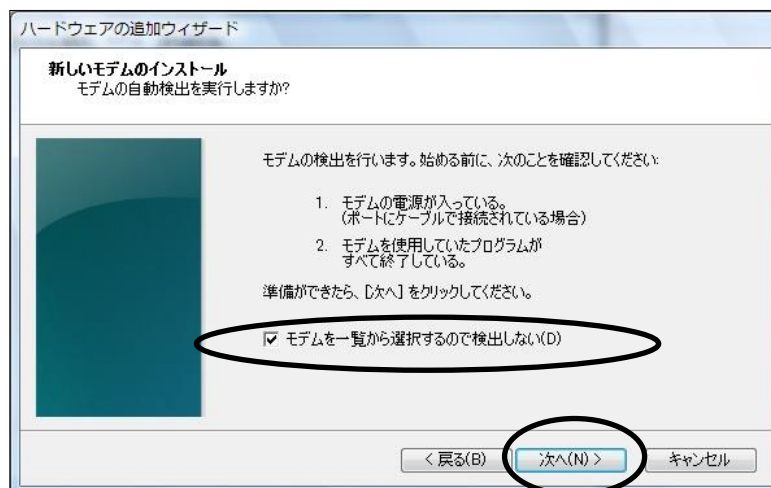 ハードウェアの追加ウィザード
新しいモデムのインストール
モデムの自動検出を実行しますか?
モデムの検出を行います。始める前に、次のことを確認してください:
1. モデムの電源が入っている。
(ポートにケーブルで接続されている場合)
2. モデムを使用していたプログラムが
すべて終了している。
準備ができたら、[次へ] をクリックしてください。
モデムを一覧から選択するので検出しない(D)
< 戻る(B) 次へ(N) > キャンセル